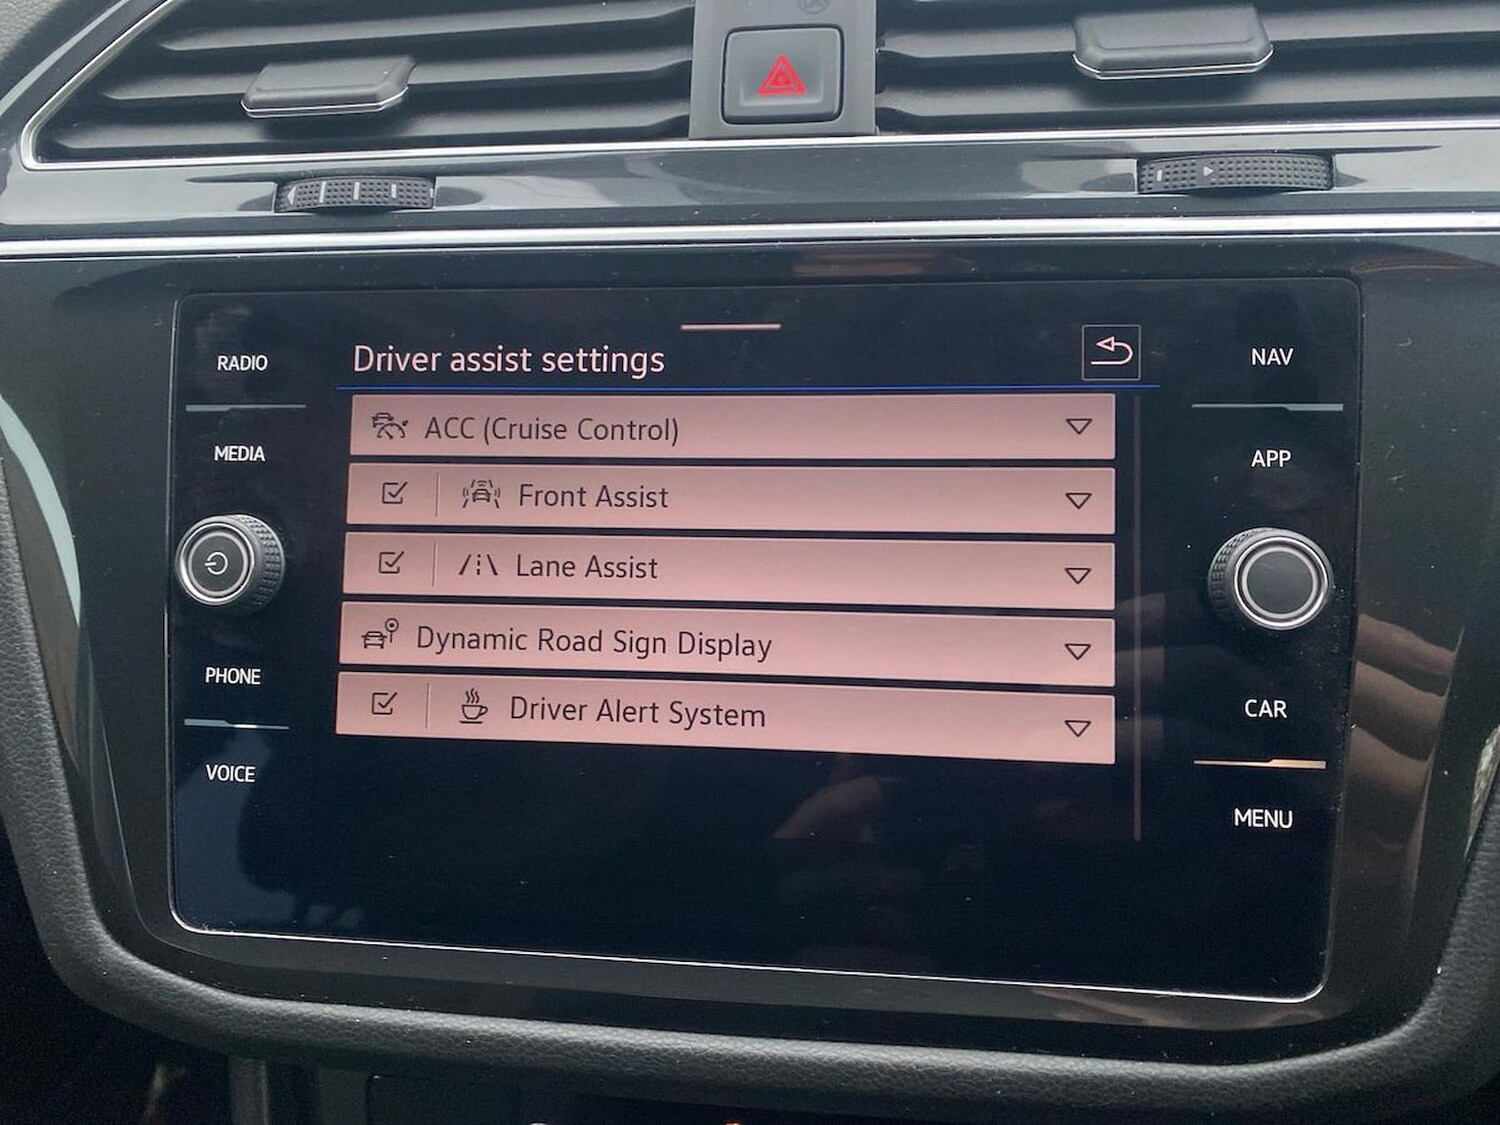 RADIO
MEDIA
PHONE
VOICE
Driver assist settings
ACC (Cruise Control)
Front Assist
Lane Assist
Dynamic Road Sign Display
Driver Alert System
NAV
APP
CAR
MENU